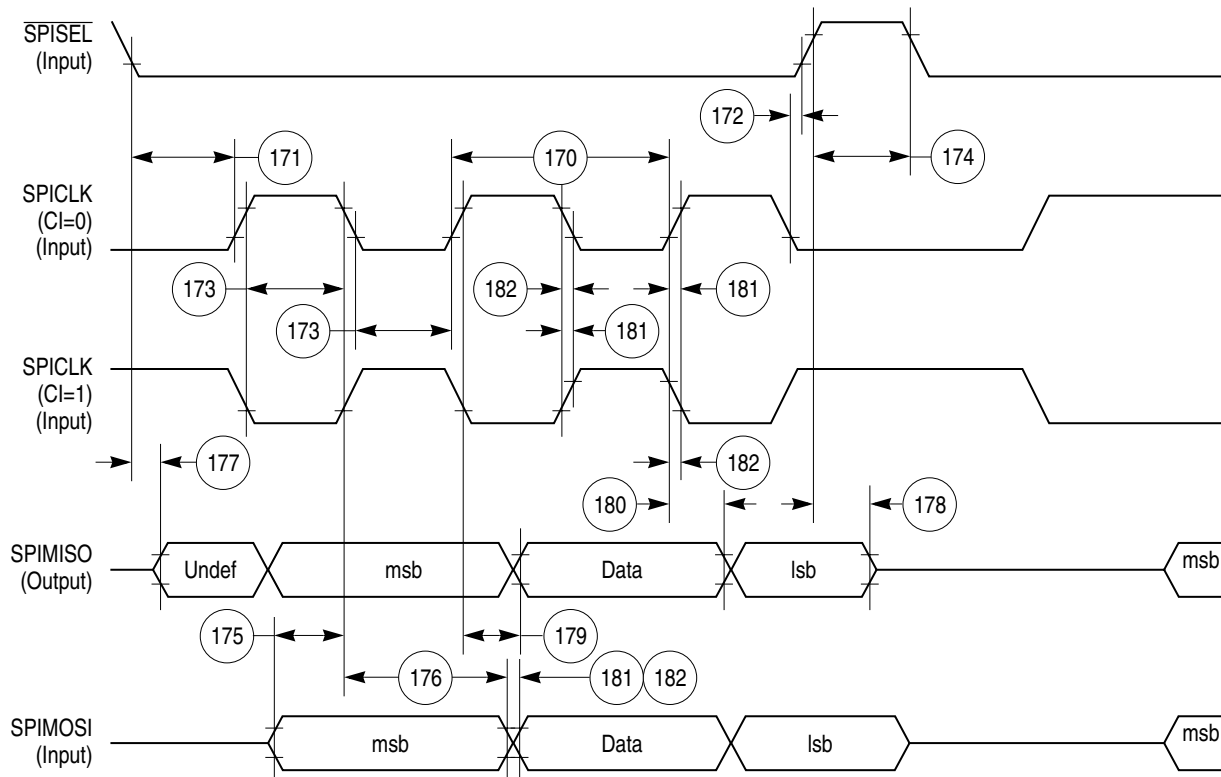 SPISEL
(Input)
172
171
170
174
SPICLK
(CI=0)
(Input)
173
182
181
173
181
SPICLK
(CI=1)
(Input)
177
182
180
178
SPIMISO
(Output)
Undef
msb
Data
lsb
msb
175
179
176
181
182
SPIMOSI
(Input)
msb
Data
lsb
msb